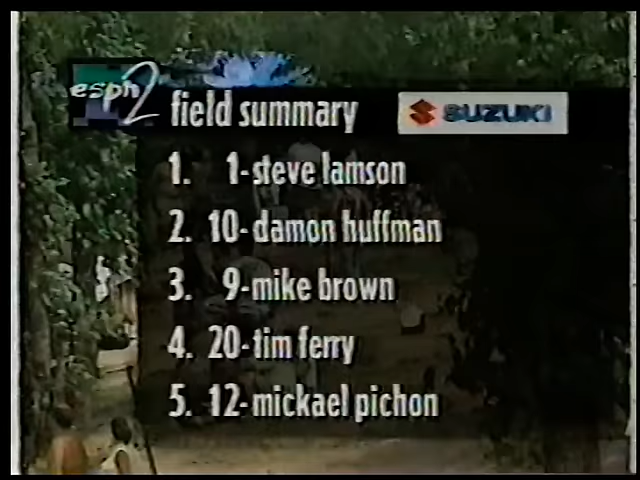 espn2
field summary SUZUKI
1. 1-steve lamson
2. 10-damon huffman
3. 9-mike brown
4. 20-tim ferry
5. 12-mickael pichon